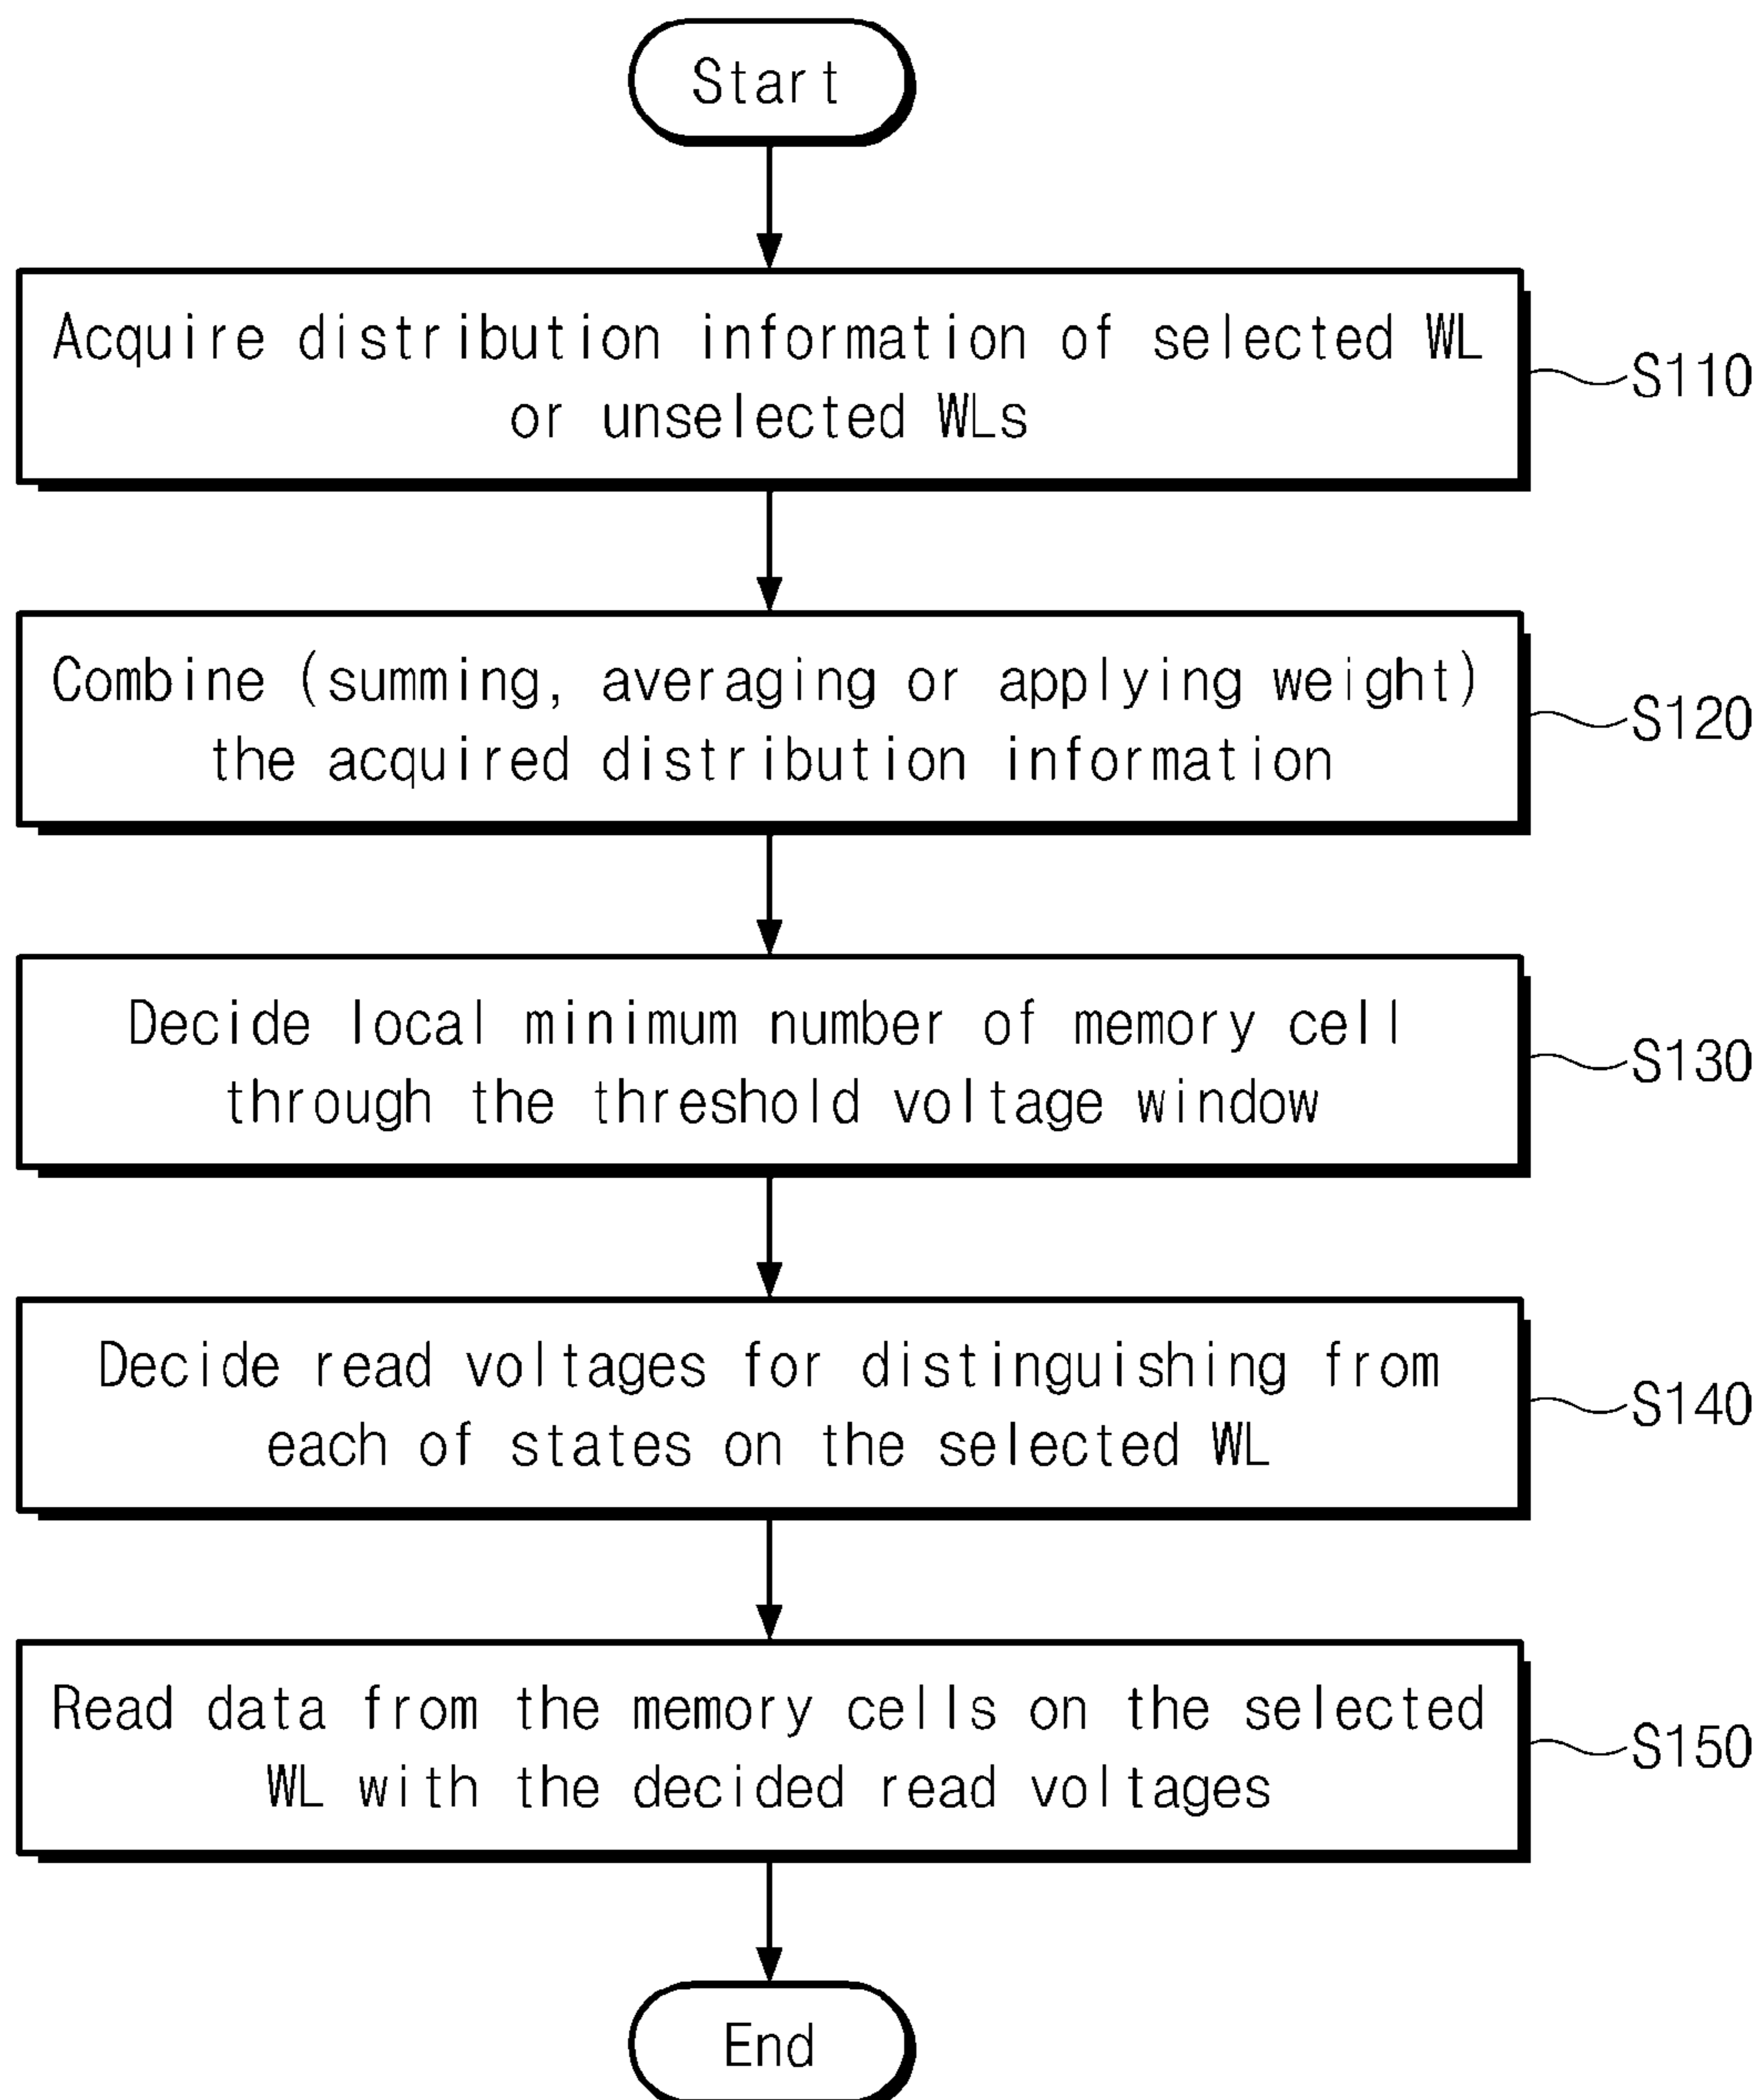 Start
Acquire distribution information of selected WL
or unselected WLs
S110
Combine (summing, averaging or applying weight)
the acquired distribution information
S120
Decide local minimum number of memory cell
through the threshold voltage window
S130
Decide read voltages for distinguishing from
each of states on the selected WL
S140
Read data from the memory cells on the selected
WL with the decided read voltages
S150
End